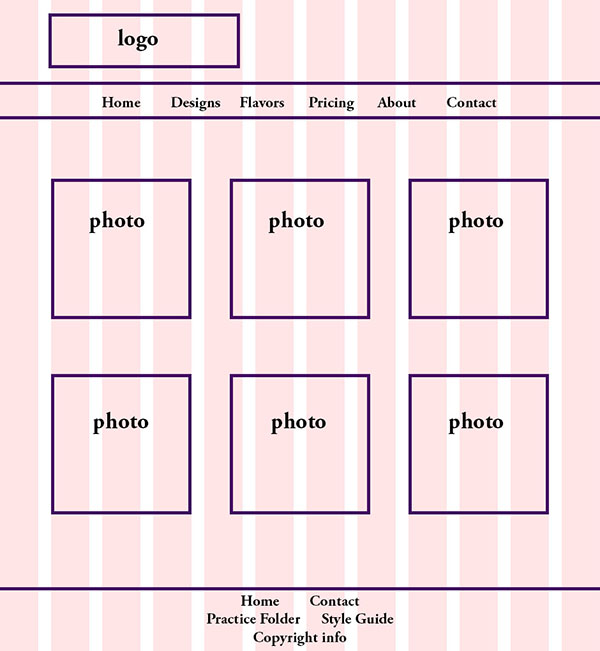 logo
Home Designs Flavors Pricing About Contact
photo photo photo
photo photo photo
Home Contact
Practice Folder Style Guide
Copyright info